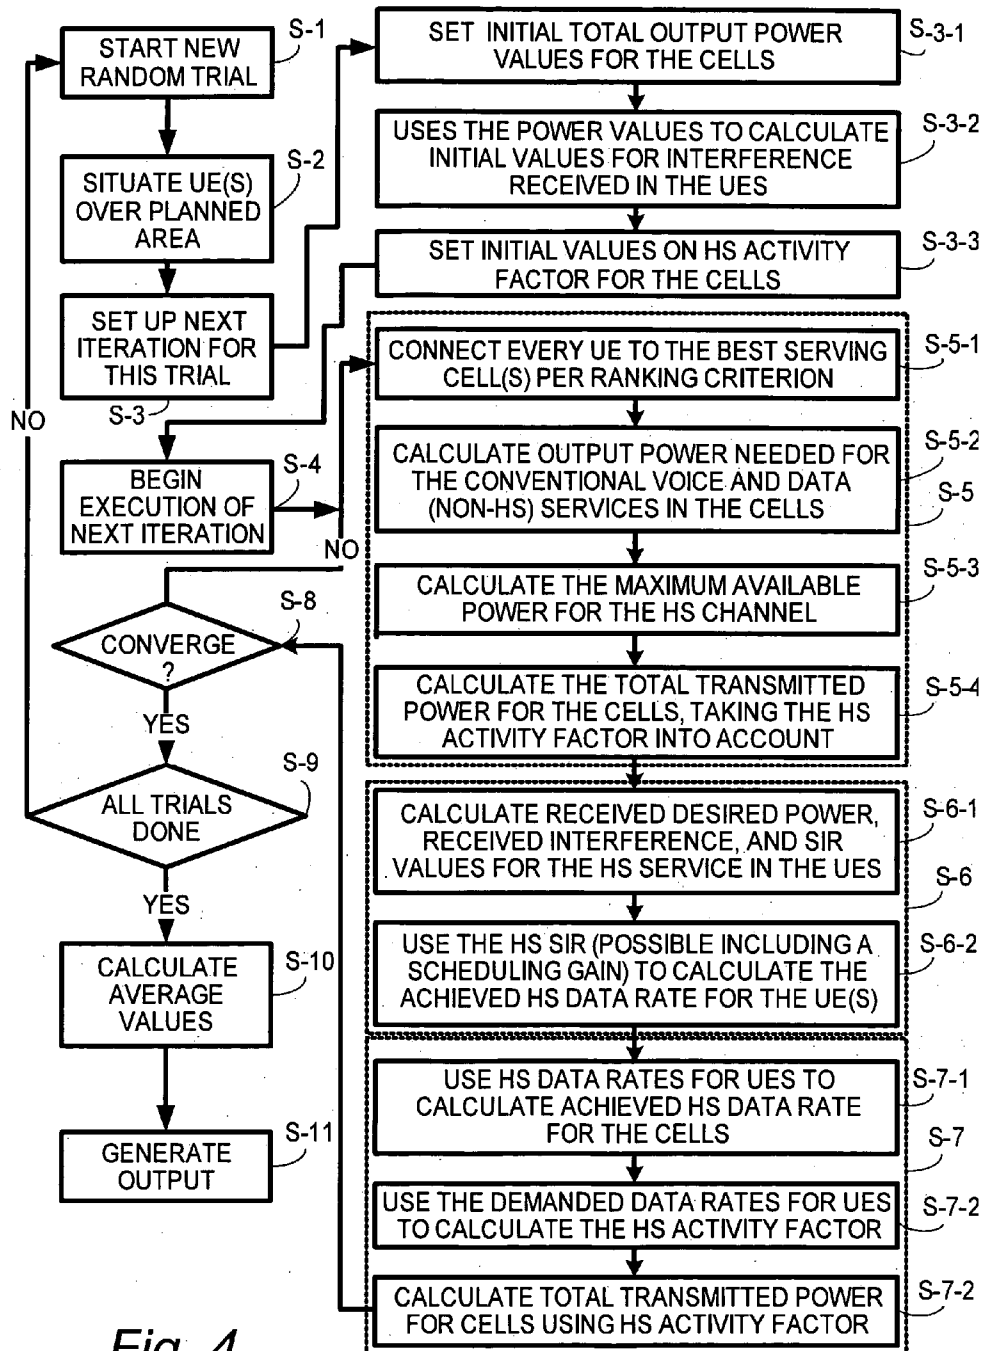 START NEW
RANDOM TRIAL
S-1
SITUATE UE(S)
OVER PLANNED
AREA
S-2
SET UP NEXT
ITERATION FOR
THIS TRIAL
S-3
NO
SET INITIAL TOTAL OUTPUT POWER
VALUES FOR THE CELLS
S-3-1
USES THE POWER VALUES TO CALCULATE
INITIAL VALUES FOR INTERFERENCE
RECEIVED IN THE UES
S-3-2
SET INITIAL VALUES ON HS ACTIVITY
FACTOR FOR THE CELLS
S-3-3
BEGIN
EXECUTION OF
NEXT ITERATION
S-4
NO
CONNECT EVERY UE TO THE BEST SERVING
CELL(S) PER RANKING CRITERION
S-5-1
CALCULATE OUTPUT POWER NEEDED FOR
THE CONVENTIONAL VOICE AND DATA
(NON-HS) SERVICES IN THE CELLS
S-5-2
S-5
CALCULATE THE MAXIMUM AVAILABLE
POWER FOR THE HS CHANNEL
S-5-3
CALCULATE THE TOTAL TRANSMITTED
POWER FOR THE CELLS, TAKING THE HS
ACTIVITY FACTOR INTO ACCOUNT
S-5-4
CALCULATE RECEIVED DESIRED POWER,
RECEIVED INTERFERENCE, AND SIR
VALUES FOR THE HS SERVICE IN THE UES
S-6-1
S-6
USE THE HS SIR (POSSIBLE INCLUDING A
SCHEDULING GAIN) TO CALCULATE THE
ACHIEVED HS DATA RATE FOR THE UE(S)
S-6-2
USE HS DATA RATES FOR UES TO
CALCULATE ACHIEVED HS DATA RATE
FOR THE CELLS
S-7-1
S-7
USE THE DEMANDED DATA RATES FOR UES
TO CALCULATE THE HS ACTIVITY FACTOR
S-7-2
CALCULATE TOTAL TRANSMITTED POWER
FOR CELLS USING HS ACTIVITY FACTOR
S-7-2
CONVERGE
?
S-8
YES
ALL TRIALS
DONE
S-9
YES
CALCULATE
AVERAGE
VALUES
S-10
GENERATE
OUTPUT
S-11
Fig. 4